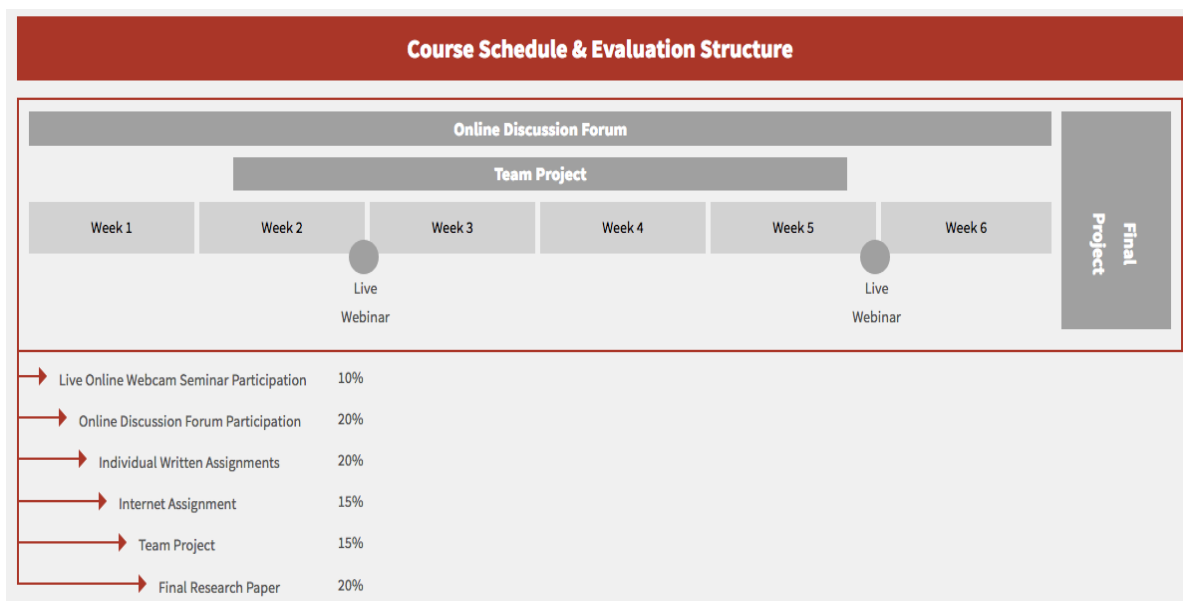 Course Schedule & Evaluation Structure
Online Discussion Forum
Team Project
Week 1
Week 2
Week 3
Week 4
Week 5
Week 6
Final
Project
Live
Webinar
Live
Webinar
Live Online Webcam Seminar Participation 10%
Online Discussion Forum Participation 20%
Individual Written Assignments 20%
Internet Assignment 15%
Team Project 15%
Final Research Paper 20%